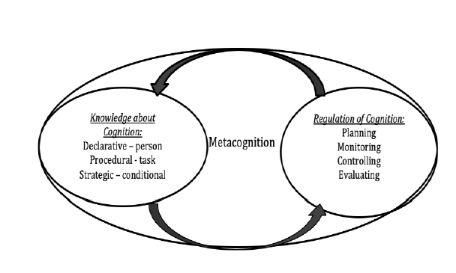 Knowledge about
Cognition:
Declarative – person
Procedural - task
Strategic – conditional
Metacognition
Regulation of Cognition:
Planning
Monitoring
Controlling
Evaluating